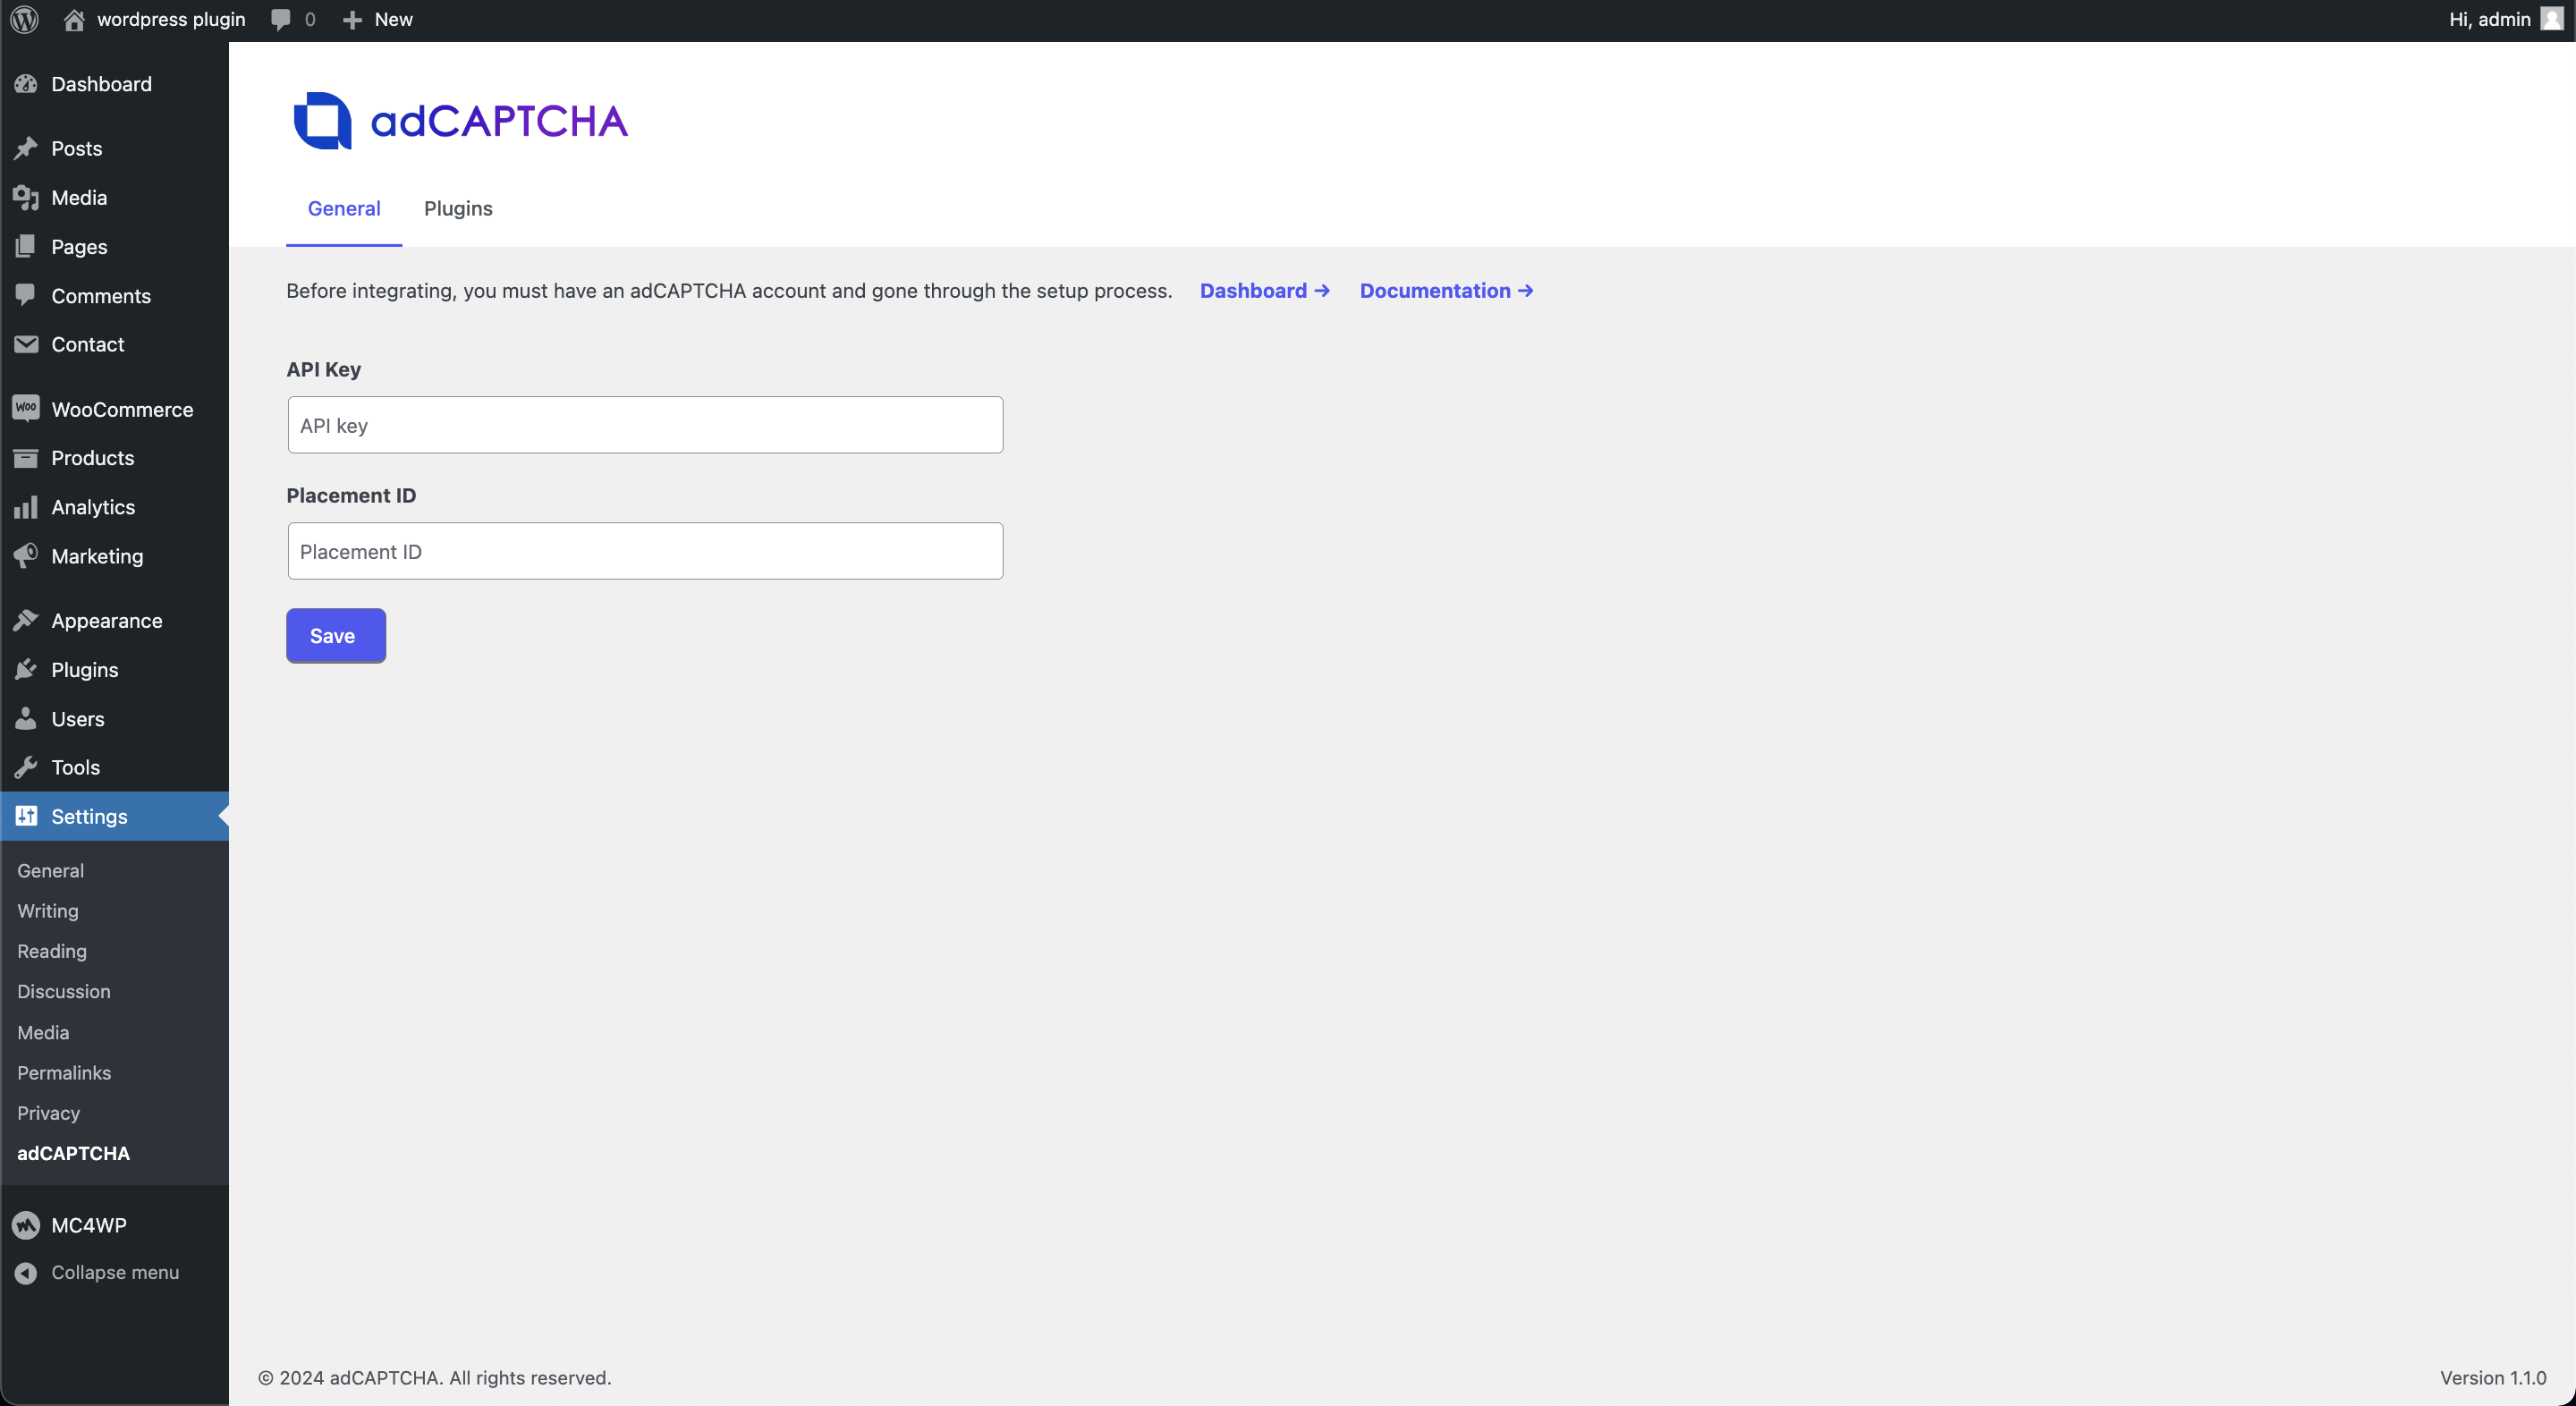 wordpress plugin
0
New
Hi, admin
Dashboard
Posts
Media
Pages
Comments
Contact
Woo WooCommerce
Products
Analytics
Marketing
Appearance
Plugins
Users
Tools
Settings
General
Writing
Reading
Discussion
Media
Permalinks
Privacy
adCAPTCHA
MC4WP
Collapse menu
adCAPTCHA
General Plugins
Before integrating, you must have an adCAPTCHA account and gone through the setup process. Dashboard → Documentation →
API Key
API key
Placement ID
Placement ID
Save
© 2024 adCAPTCHA. All rights reserved.
Version 1.1.0